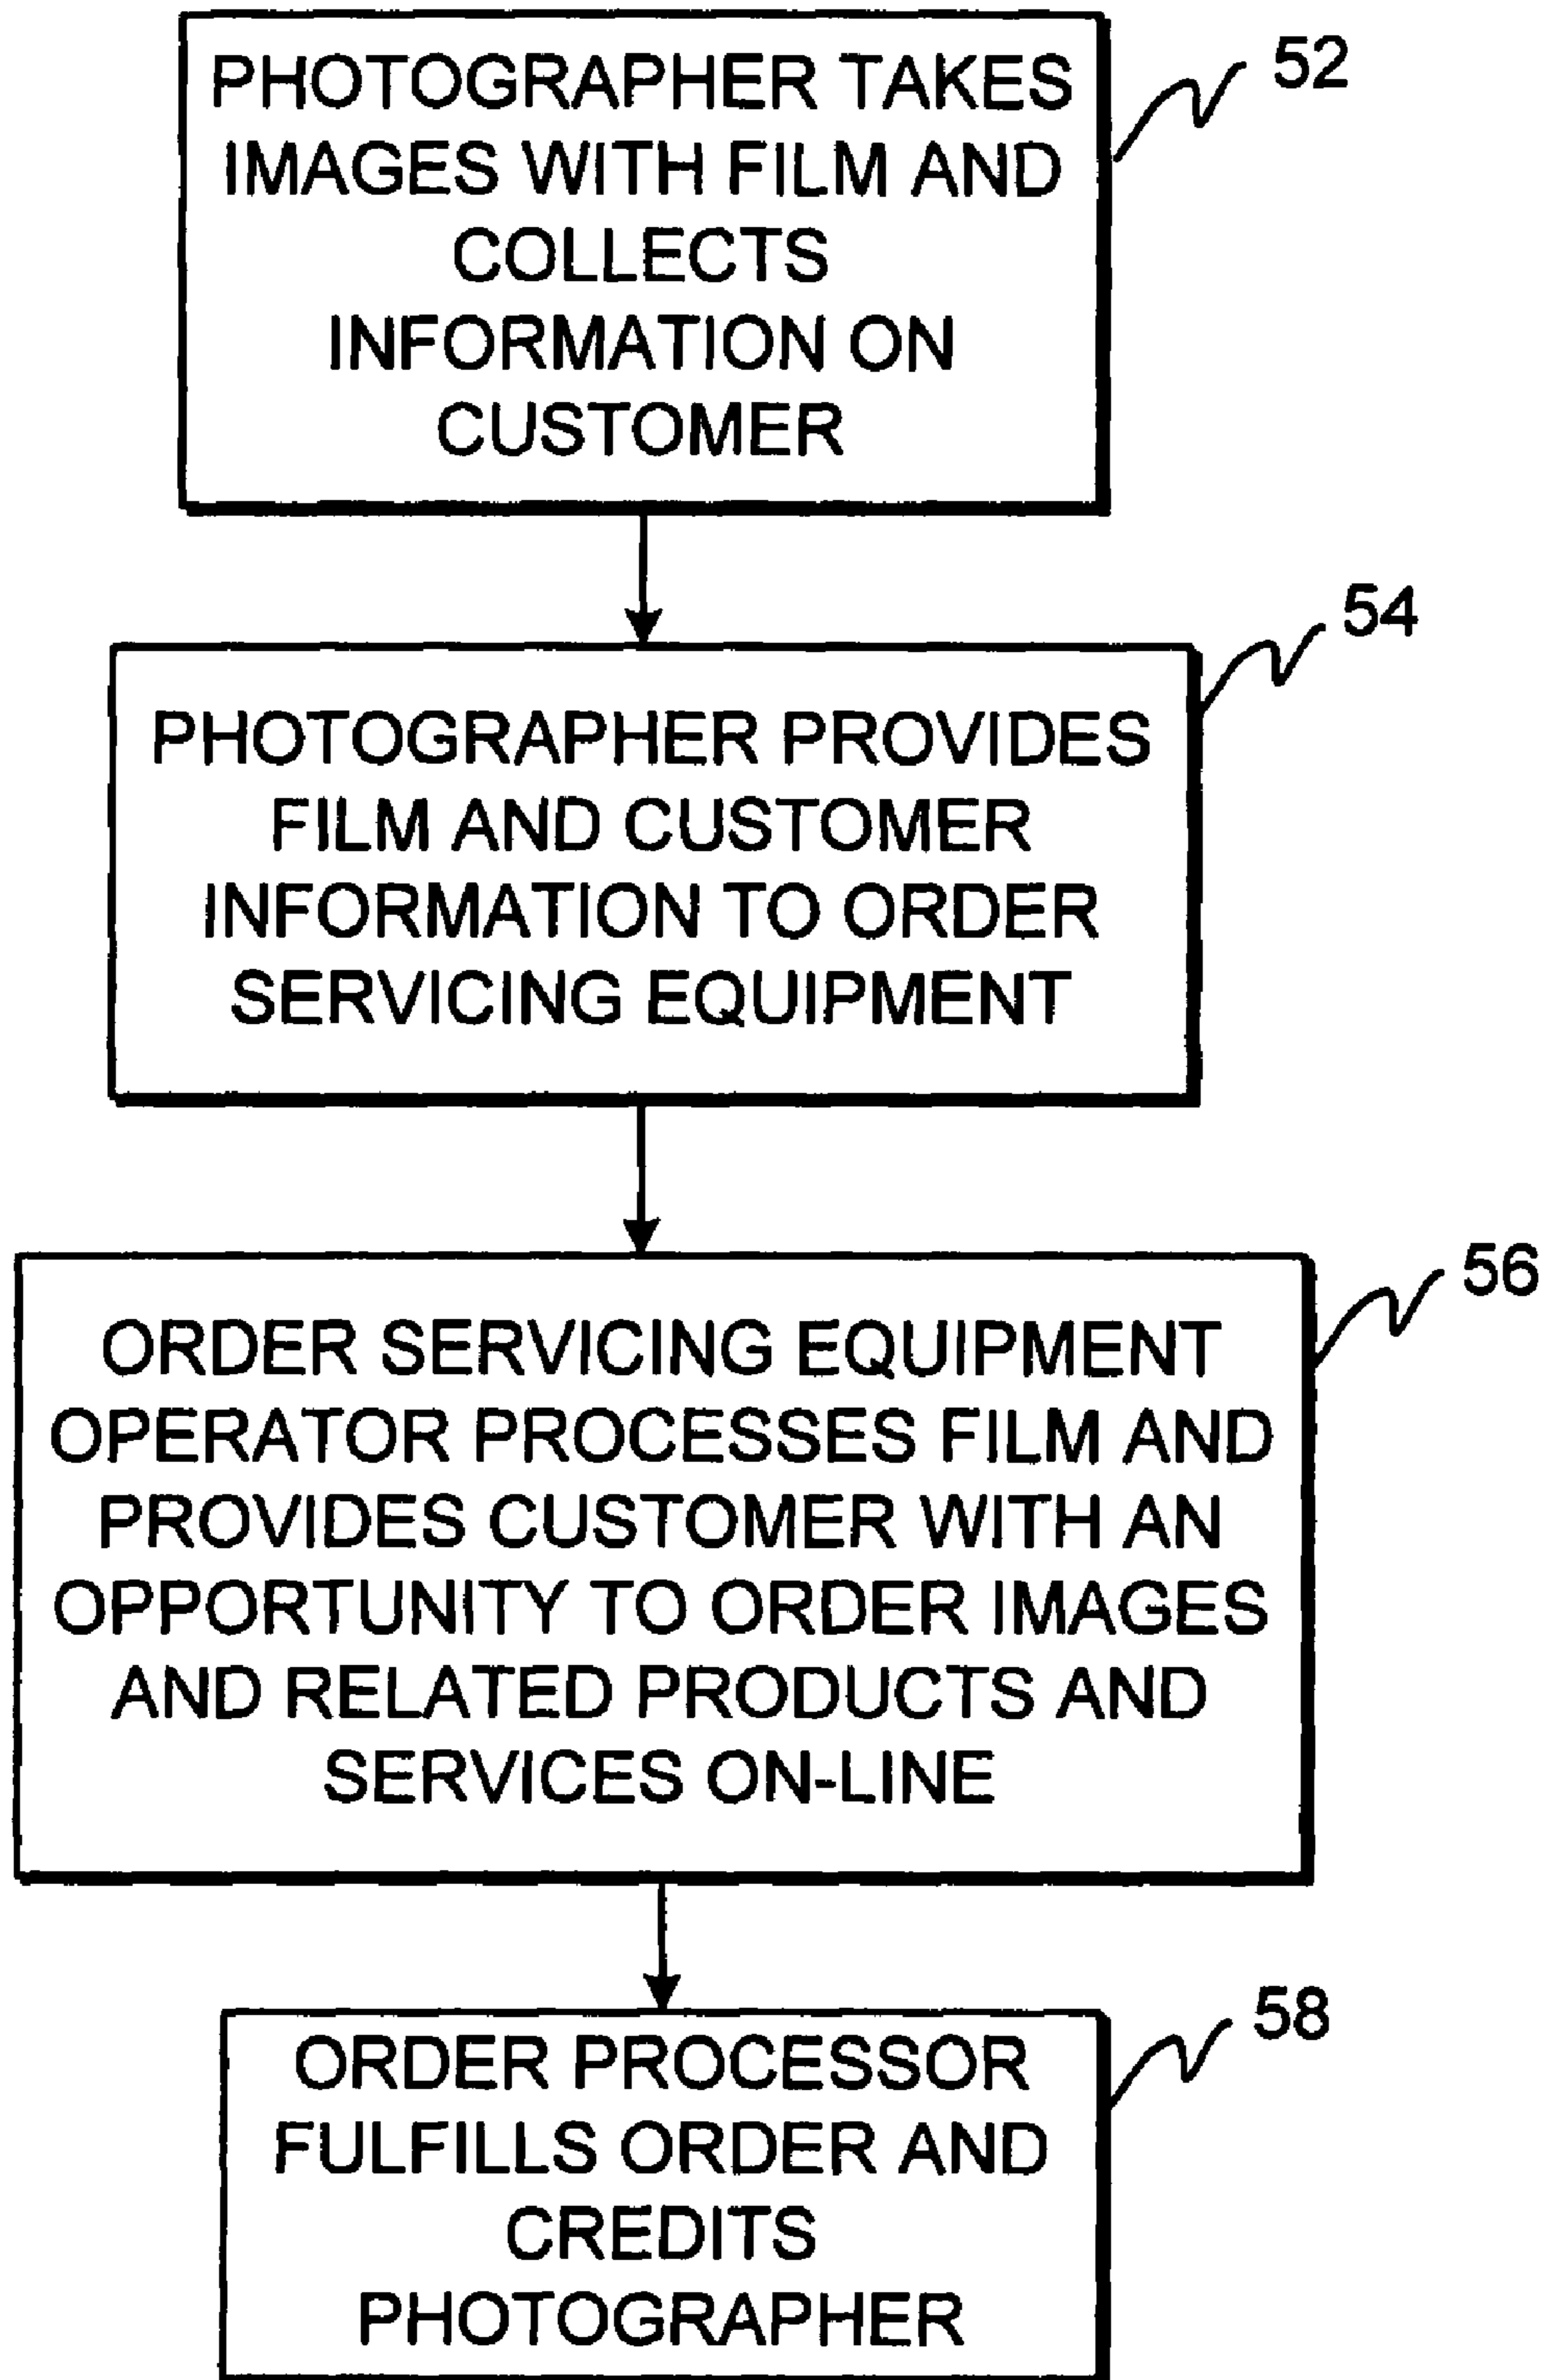 PHOTOGRAPHER TAKES
IMAGES WITH FILM AND
COLLECTS
INFORMATION ON
CUSTOMER
52
PHOTOGRAPHER PROVIDES
FILM AND CUSTOMER
INFORMATION TO ORDER
SERVICING EQUIPMENT
54
ORDER SERVICING EQUIPMENT
OPERATOR PROCESSES FILM AND
PROVIDES CUSTOMER WITH AN
OPPORTUNITY TO ORDER IMAGES
AND RELATED PRODUCTS AND
SERVICES ON-LINE
56
ORDER PROCESSOR
FULFILLS ORDER AND
CREDITS
PHOTOGRAPHER
58